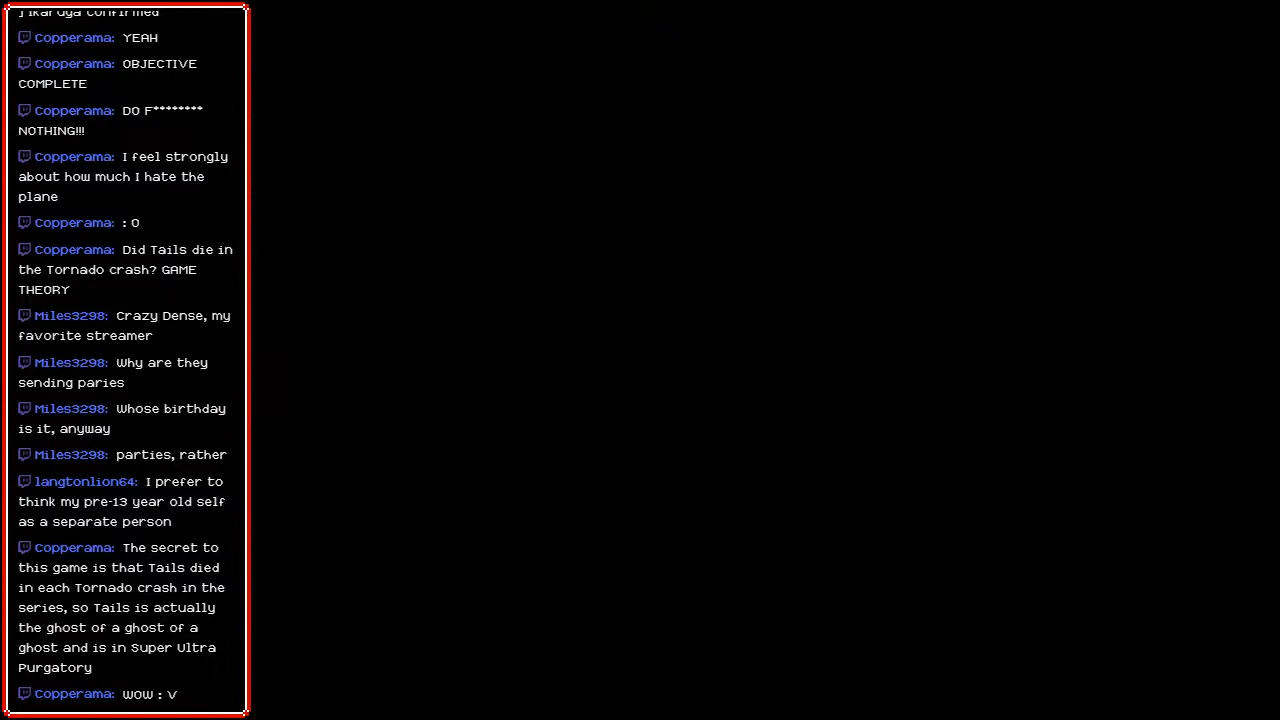 ] Ikaruga confirmed
Copperama: YEAH
Copperama: OBJECTIVE
COMPLETE
Copperama: DO F********
NOTHING!!!
Copperama: I feel strongly
about how much I hate the
plane
Copperama: : O
Copperama: Did Tails die in
the Tornado crash? GAME
THEORY
Miles3298: Crazy Dense, my
favorite streamer
Miles3298: Why are they
sending paries
Miles3298: Whose birthday
is it, anyway
Miles3298: parties, rather
langtonlion64: I prefer to
think my pre-13 year old self
as a separate person
Copperama: The secret to
this game is that Tails died
in each Tornado crash in the
series, so Tails is actually
the ghost of a ghost of a
ghost and is in Super Ultra
Purgatory
Copperama: WOW : V